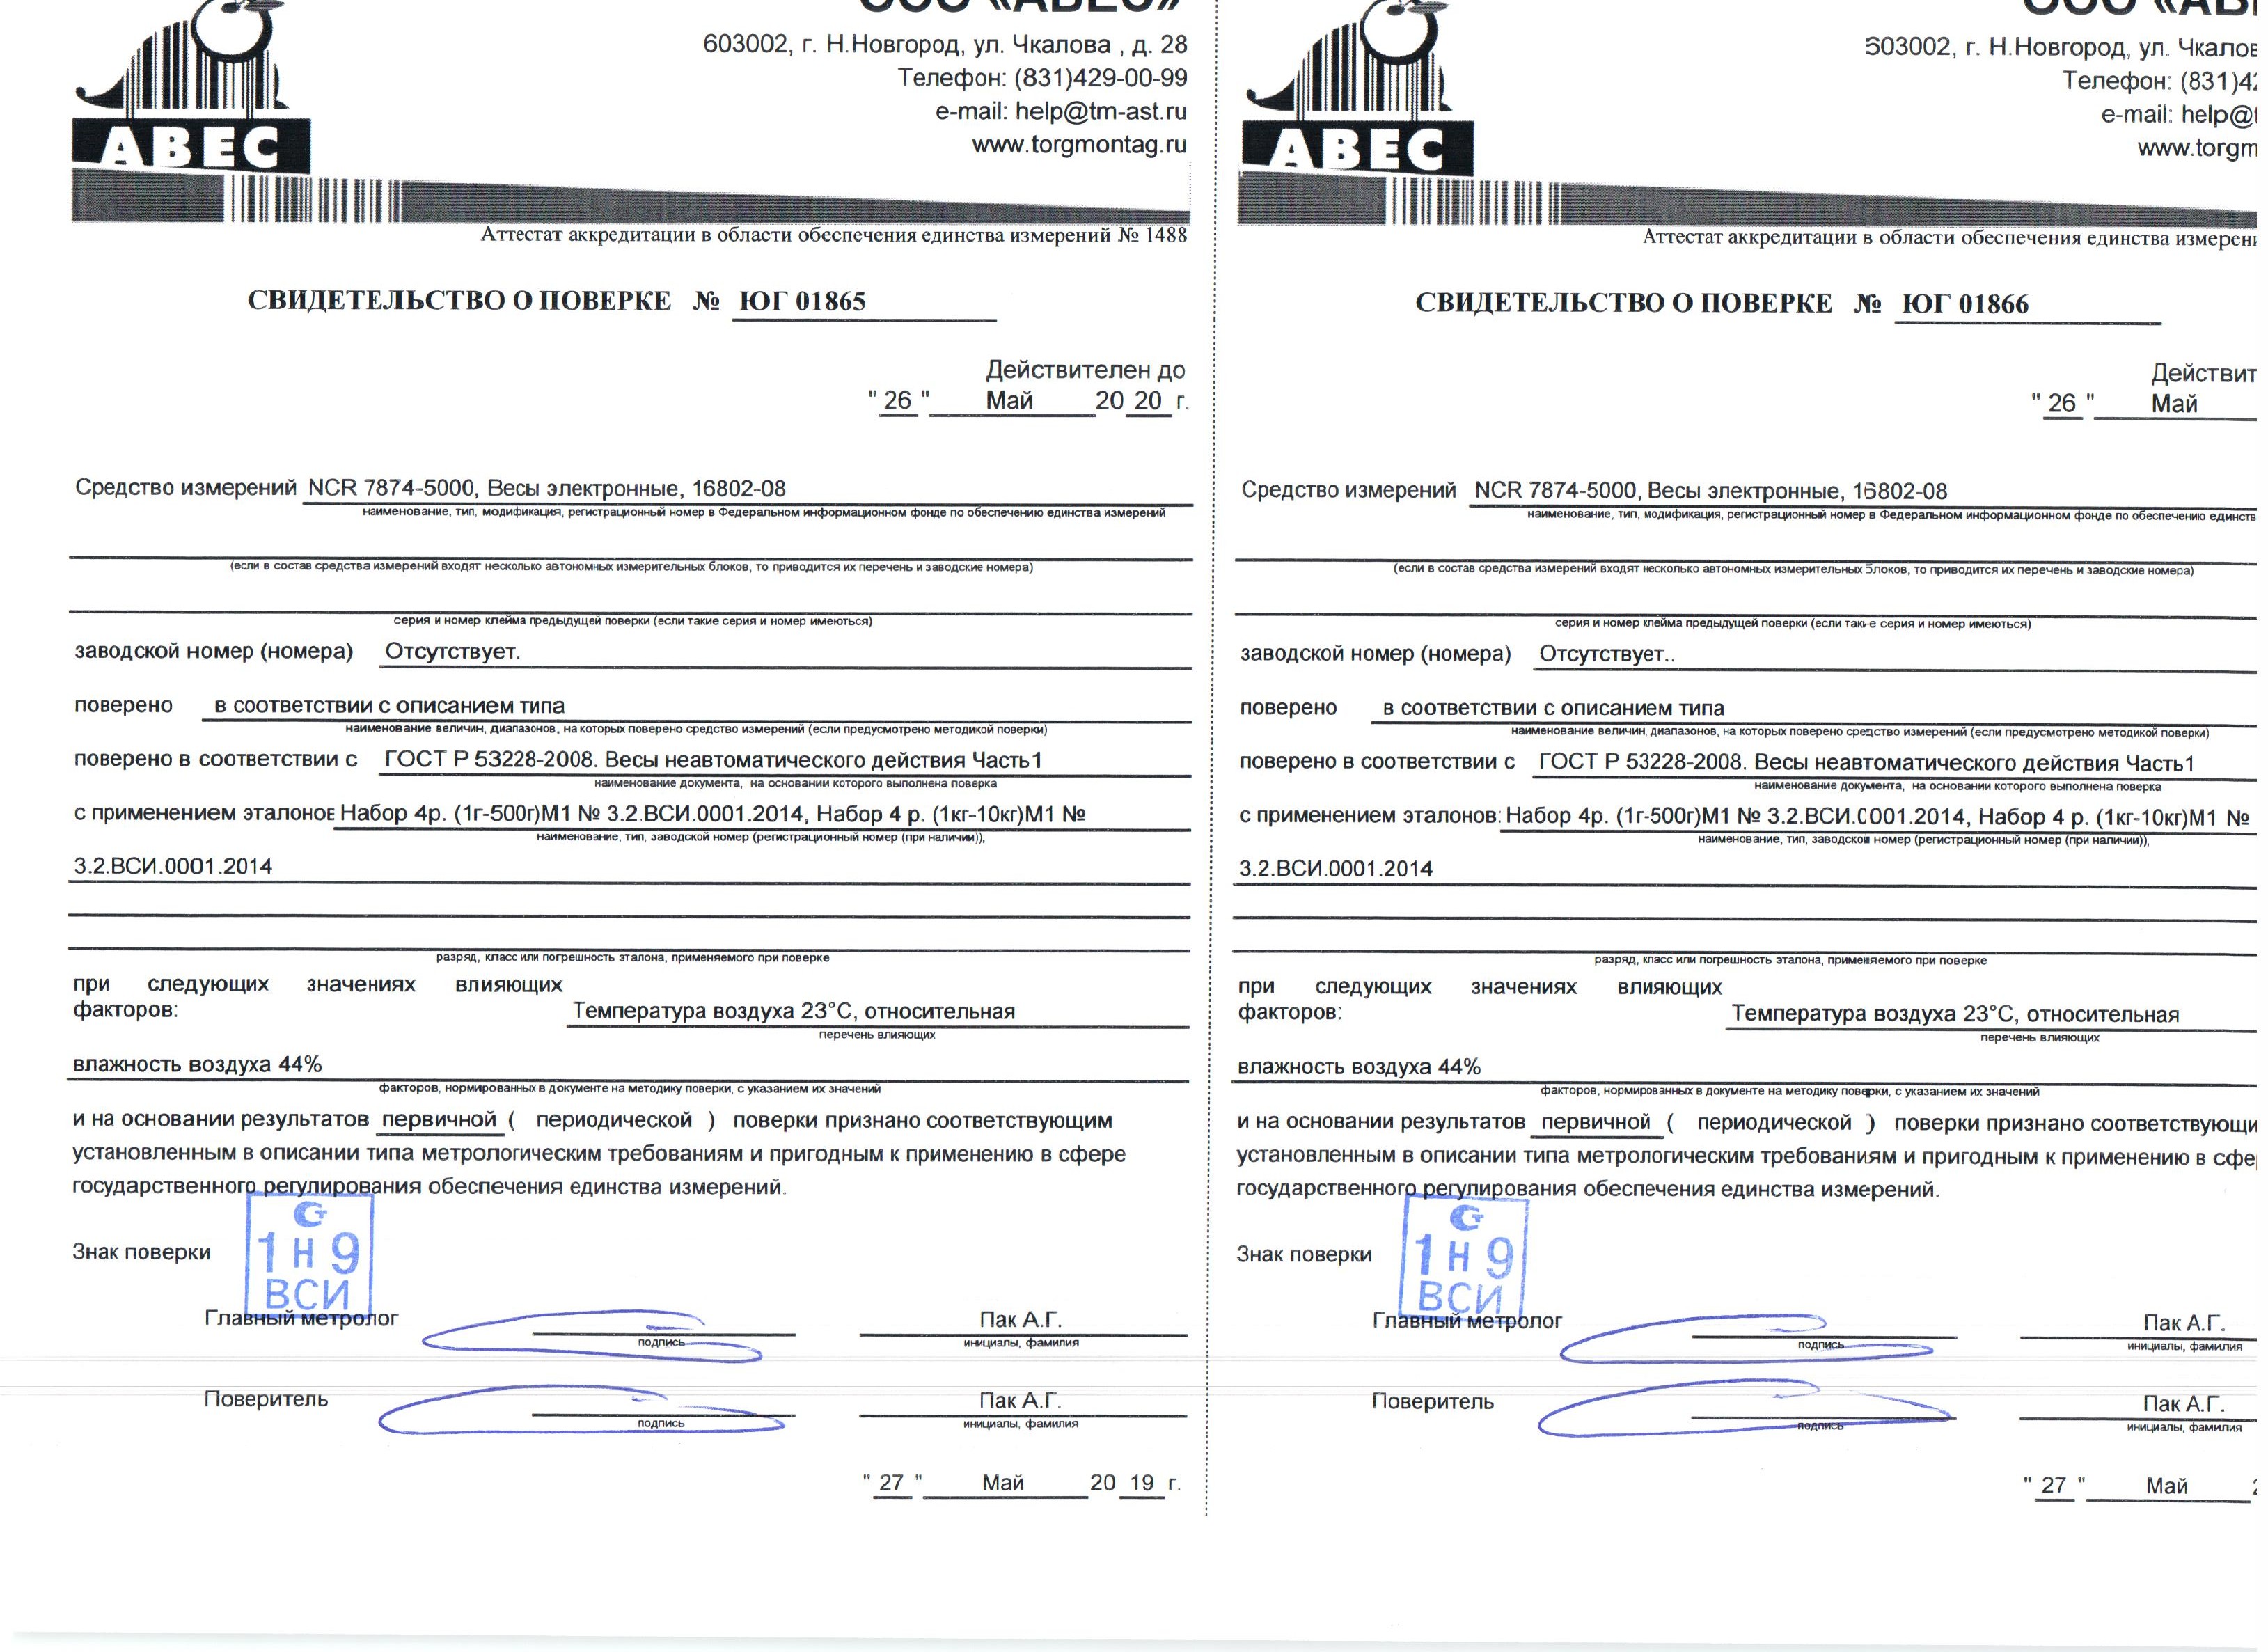 ООО «АВЕС»
603002, г. Н.Новгород, ул. Чкалова , д. 28
Телефон: (831)429-00-99
e-mail: help@tm-ast.ru
www.torgmontag.ru
АВЕС
Аттестат аккредитации в области обеспечения единства измерений № 1488
СВИДЕТЕЛЬСТВО О ПОВЕРКЕ № ЮГ 01865
Действителен до
" 26 " Май 20 20 г.
Средство измерений NCR 7874-5000, Весы электронные, 16802-08
наименование, тип, модификация, регистрационный номер в Федеральном информационном фонде по обеспечению единства измерений
(если в состав средства измерений входят несколько автономных измерительных блоков, то приводится их перечень и заводские номера)
серия и номер клейма предыдущей поверки (если такие серия и номер имеються)
заводской номер (номера) Отсутствует.
поверено в соответствии с описанием типа
наименование величин, диапазонов, на которых поверено средство измерений (если предусмотрено методикой поверки)
поверено в соответствии с ГОСТ Р 53228-2008. Весы неавтоматического действия Часть1
наименование документа, на основании которого выполнена поверка
с применением эталонов Набор 4р. (1г-500г)М1 № 3.2.ВСИ.0001.2014, Набор 4 р. (1кг-10кг)М1 №
наименование, тип, заводской номер (регистрационный номер (при наличии)),
3.2.ВСИ.0001.2014
разряд, класс или погрешность эталона, применяемого при поверке
при следующих значениях влияющих
факторов: Температура воздуха 23°С, относительная
перечень влияющих
влажность воздуха 44%
факторов, нормированных в документе на методику поверки, с указанием их значений
и на основании результатов первичной ( периодической ) поверки признано соответствующим
установленным в описании типа метрологическим требованиям и пригодным к применению в сфере
государственного регулирования обеспечения единства измерений.
Знак поверки
1 Н 9
ВСИ
Главный метролог Пак А.Г.
подпись инициалы, фамилия
Поверитель Пак А.Г.
подпись инициалы, фамилия
" 27 " Май 20 19 г.
ООО «АВЕ
603002, г. Н.Новгород, ул. Чкалов
Телефон: (831)42
e-mail: help@t
www.torgm
АВЕС
Аттестат аккредитации в области обеспечения единства измерени
СВИДЕТЕЛЬСТВО О ПОВЕРКЕ № ЮГ 01866
Действит
" 26 " Май
Средство измерений NCR 7874-5000, Весы электронные, 16802-08
наименование, тип, модификация, регистрационный номер в Федеральном информационном фонде по обеспечению единств
(если в состав средства измерений входят несколько автономных измерительных блоков, то приводится их перечень и заводские номера)
серия и номер клейма предыдущей поверки (если такие серия и номер имеються)
заводской номер (номера) Отсутствует..
поверено в соответствии с описанием типа
наименование величин, диапазонов, на которых поверено средство измерений (если предусмотрено методикой поверки)
поверено в соответствии с ГОСТ Р 53228-2008. Весы неавтоматического действия Часть1
наименование документа, на основании которого выполнена поверка
с применением эталонов: Набор 4р. (1г-500г)М1 № 3.2.ВСИ.0001.2014, Набор 4 р. (1кг-10кг)М1 №
наименование, тип, заводской номер (регистрационный номер (при наличии)),
3.2.ВСИ.0001.2014
разряд, класс или погрешность эталона, применяемого при поверке
при следующих значениях влияющих
факторов: Температура воздуха 23°С, относительная
перечень влияющих
влажность воздуха 44%
факторов, нормированных в документе на методику поверки, с указанием их значений
и на основании результатов первичной ( периодической ) поверки признано соответствующи
установленным в описании типа метрологическим требованиям и пригодным к применению в сфе
государственного регулирования обеспечения единства измерений.
Знак поверки
1 Н 9
ВСИ
Главный метролог Пак А.Г.
подпись инициалы, фамилия
Поверитель Пак А.Г.
подпись инициалы, фамилия
" 27 " Май 2